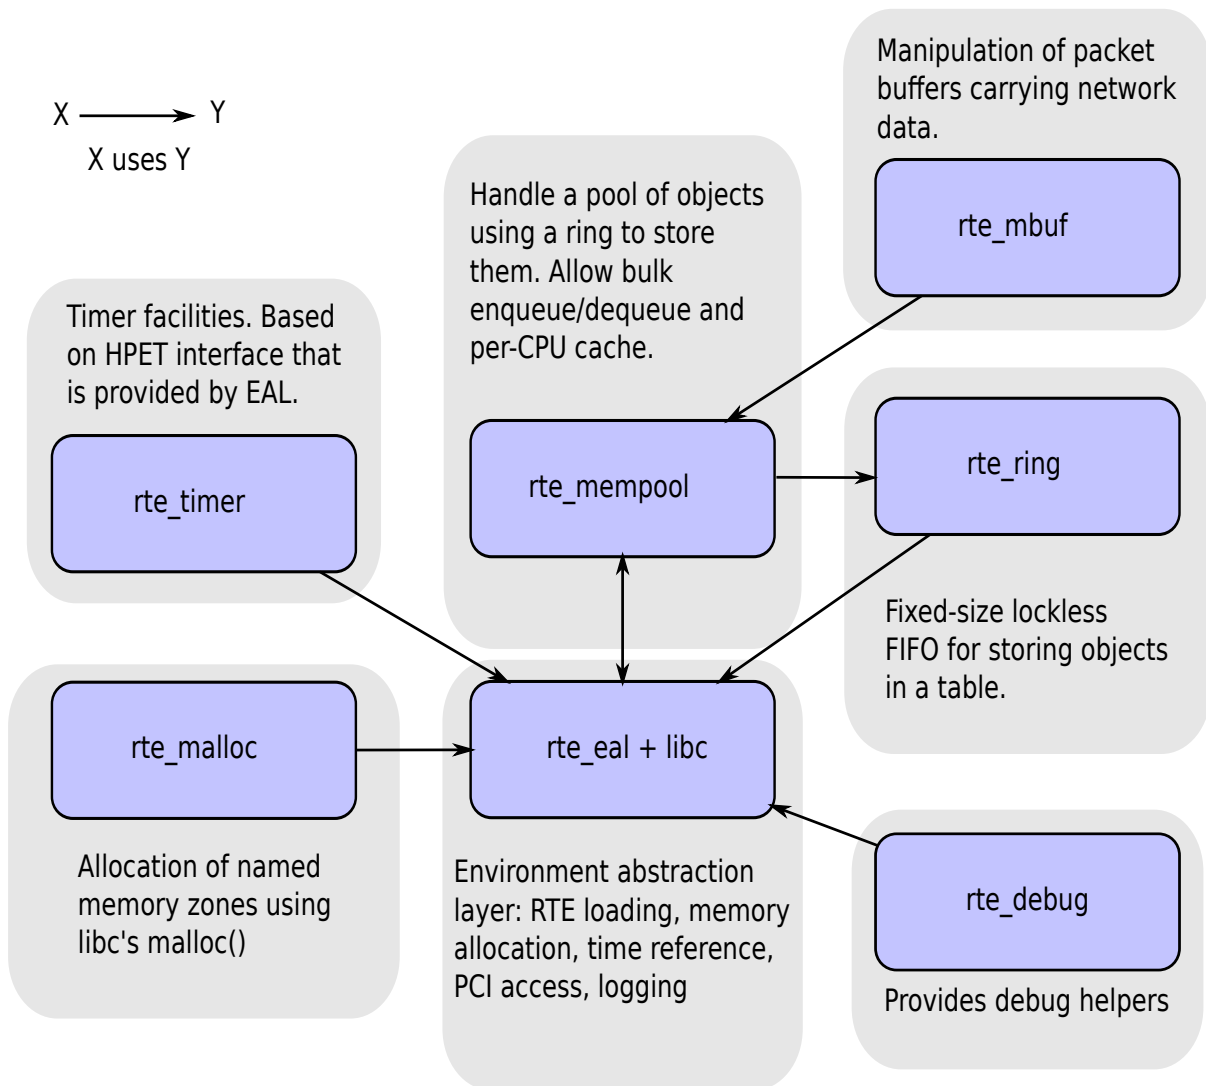 X
Y
X uses Y
Manipulation of packet
buffers carrying network
data.
rte_mbuf
Handle a pool of objects
using a ring to store
them. Allow bulk
enqueue/dequeue and
per-CPU cache.
rte_mempool
Timer facilities. Based
on HPET interface that
is provided by EAL.
rte_timer
rte_ring
Fixed-size lockless
FIFO for storing objects
in a table.
rte_malloc
Allocation of named
memory zones using
libc's malloc()
rte_eal + libc
Environment abstraction
layer: RTE loading, memory
allocation, time reference,
PCI access, logging
rte_debug
Provides debug helpers